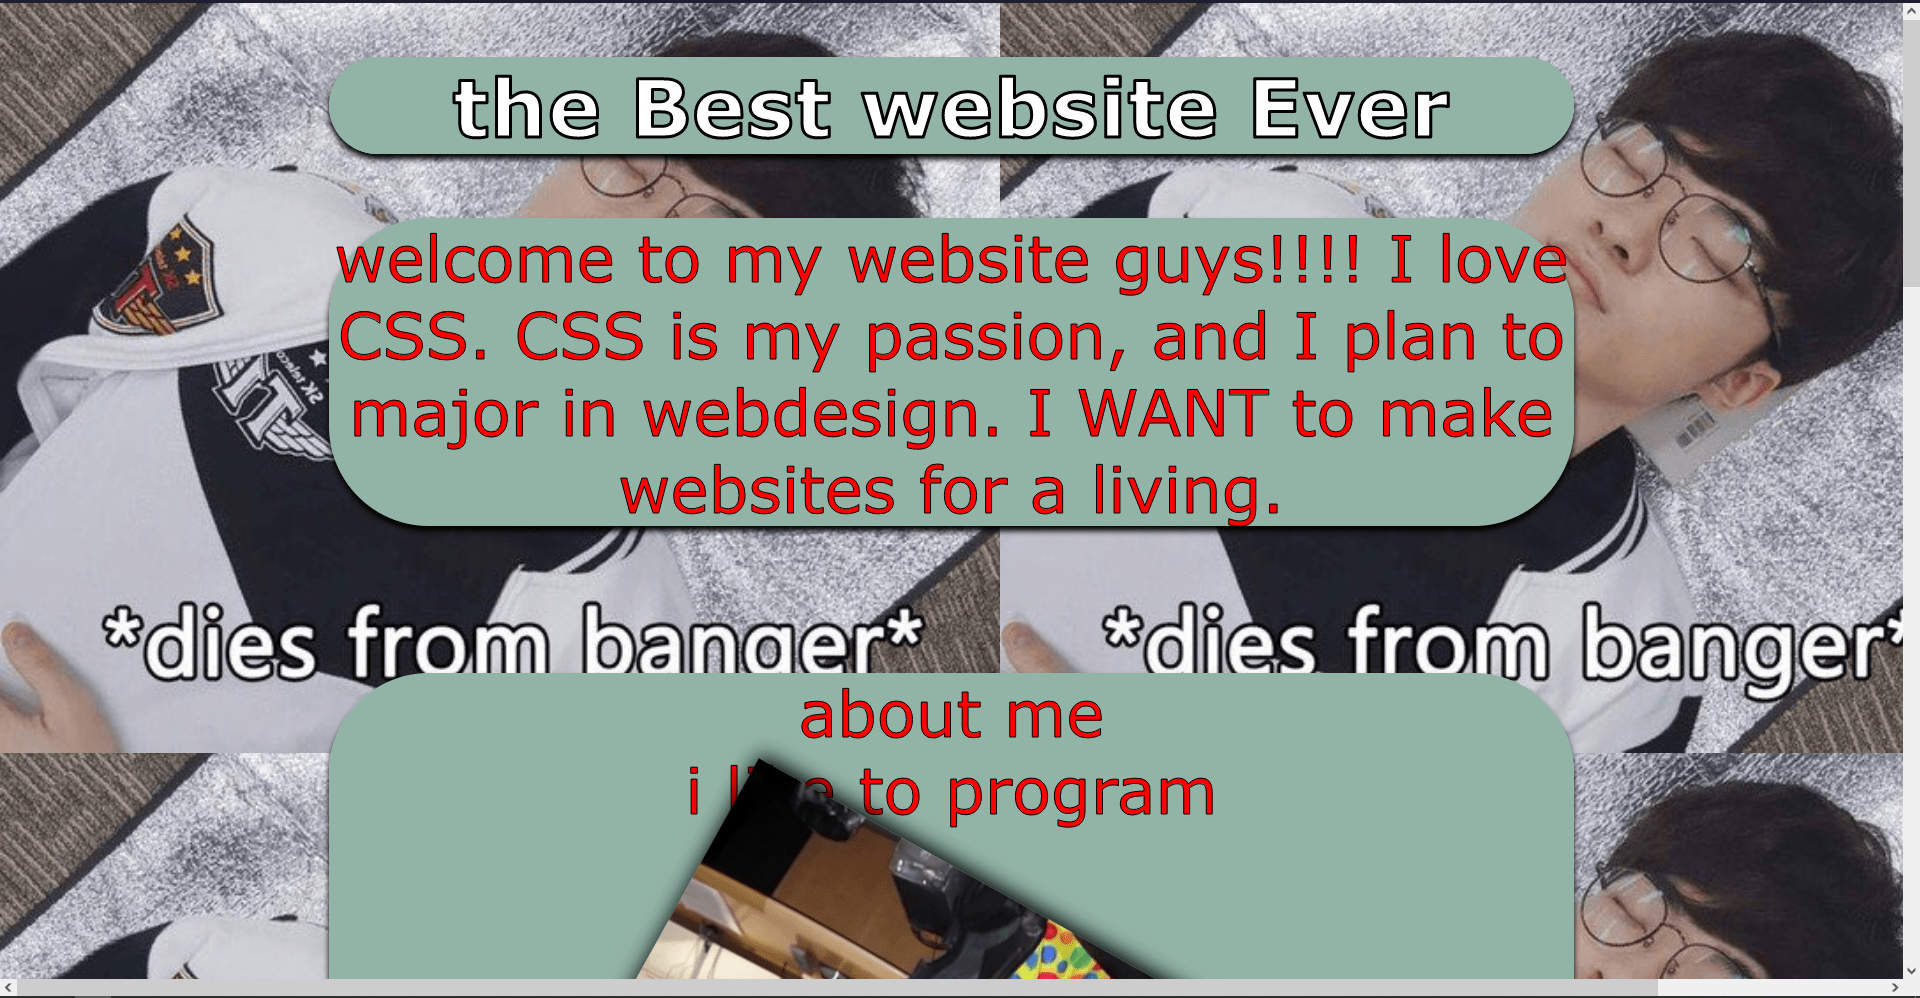 the Best website Ever
welcome to my website guys!!!! I love
CSS. CSS is my passion, and I plan to
major in webdesign. I WANT to make
websites for a living.
*dies from banger*
*dies from banger*
about me
i like to program